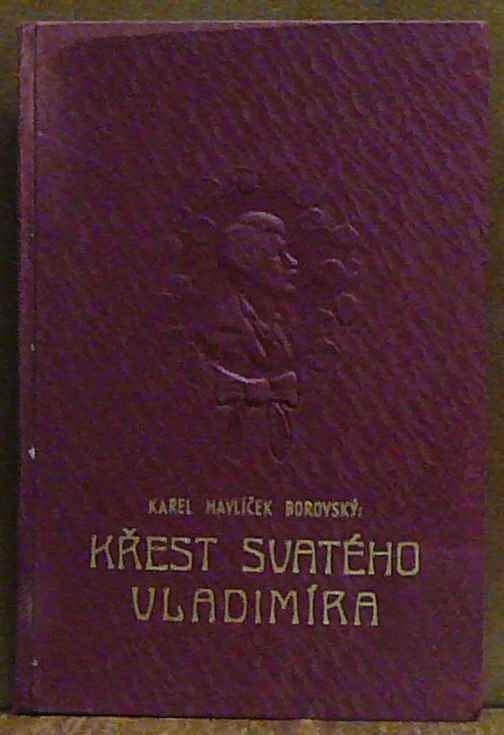 KAREL HAVLÍČEK BOROVSKÝ:
KŘEST SVATÉHO
VLADIMÍRA